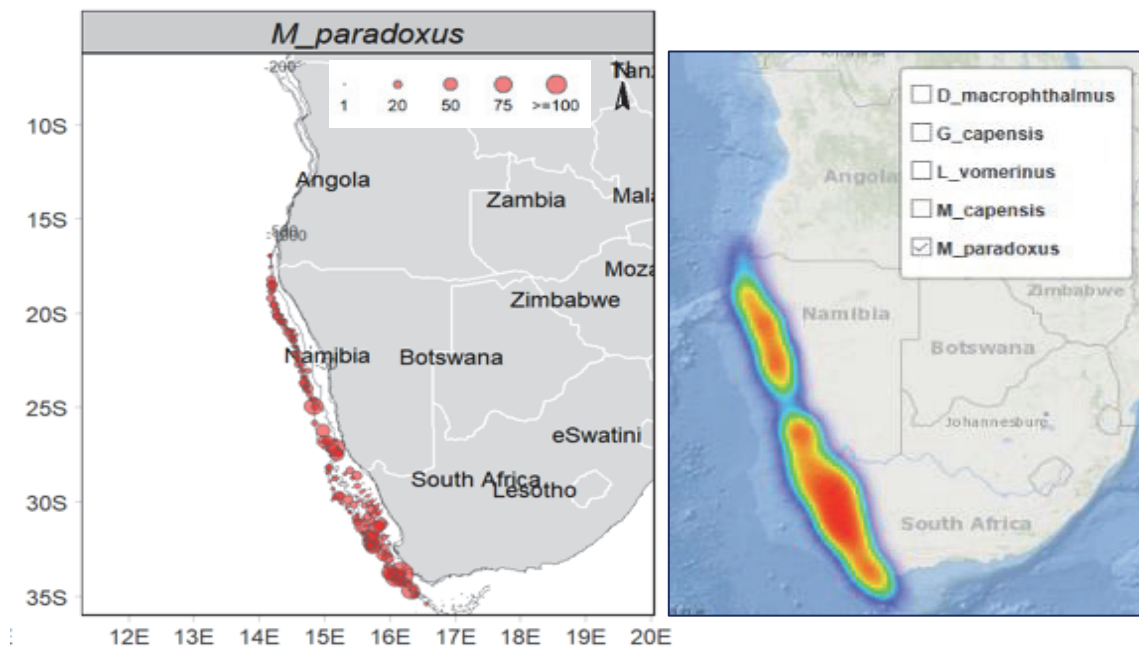 M_paradoxus
-200
N
1 20 50 75 >=100
10S
Angola
Zambia
Mala
15S
-1000
Moza
Zimbabwe
20S
Namibia
Botswana
25S
eSwatini
South Africa
Lesotho
30S
35S
12E 13E 14E 15E 16E 17E 18E 19E 20E
D_macrophthalmus
G_capensis
L_vomerinus
M_capensis
M_paradoxus
Angola
Zimbabwe
Namibia
Botswana
Johannesburg
South Africa